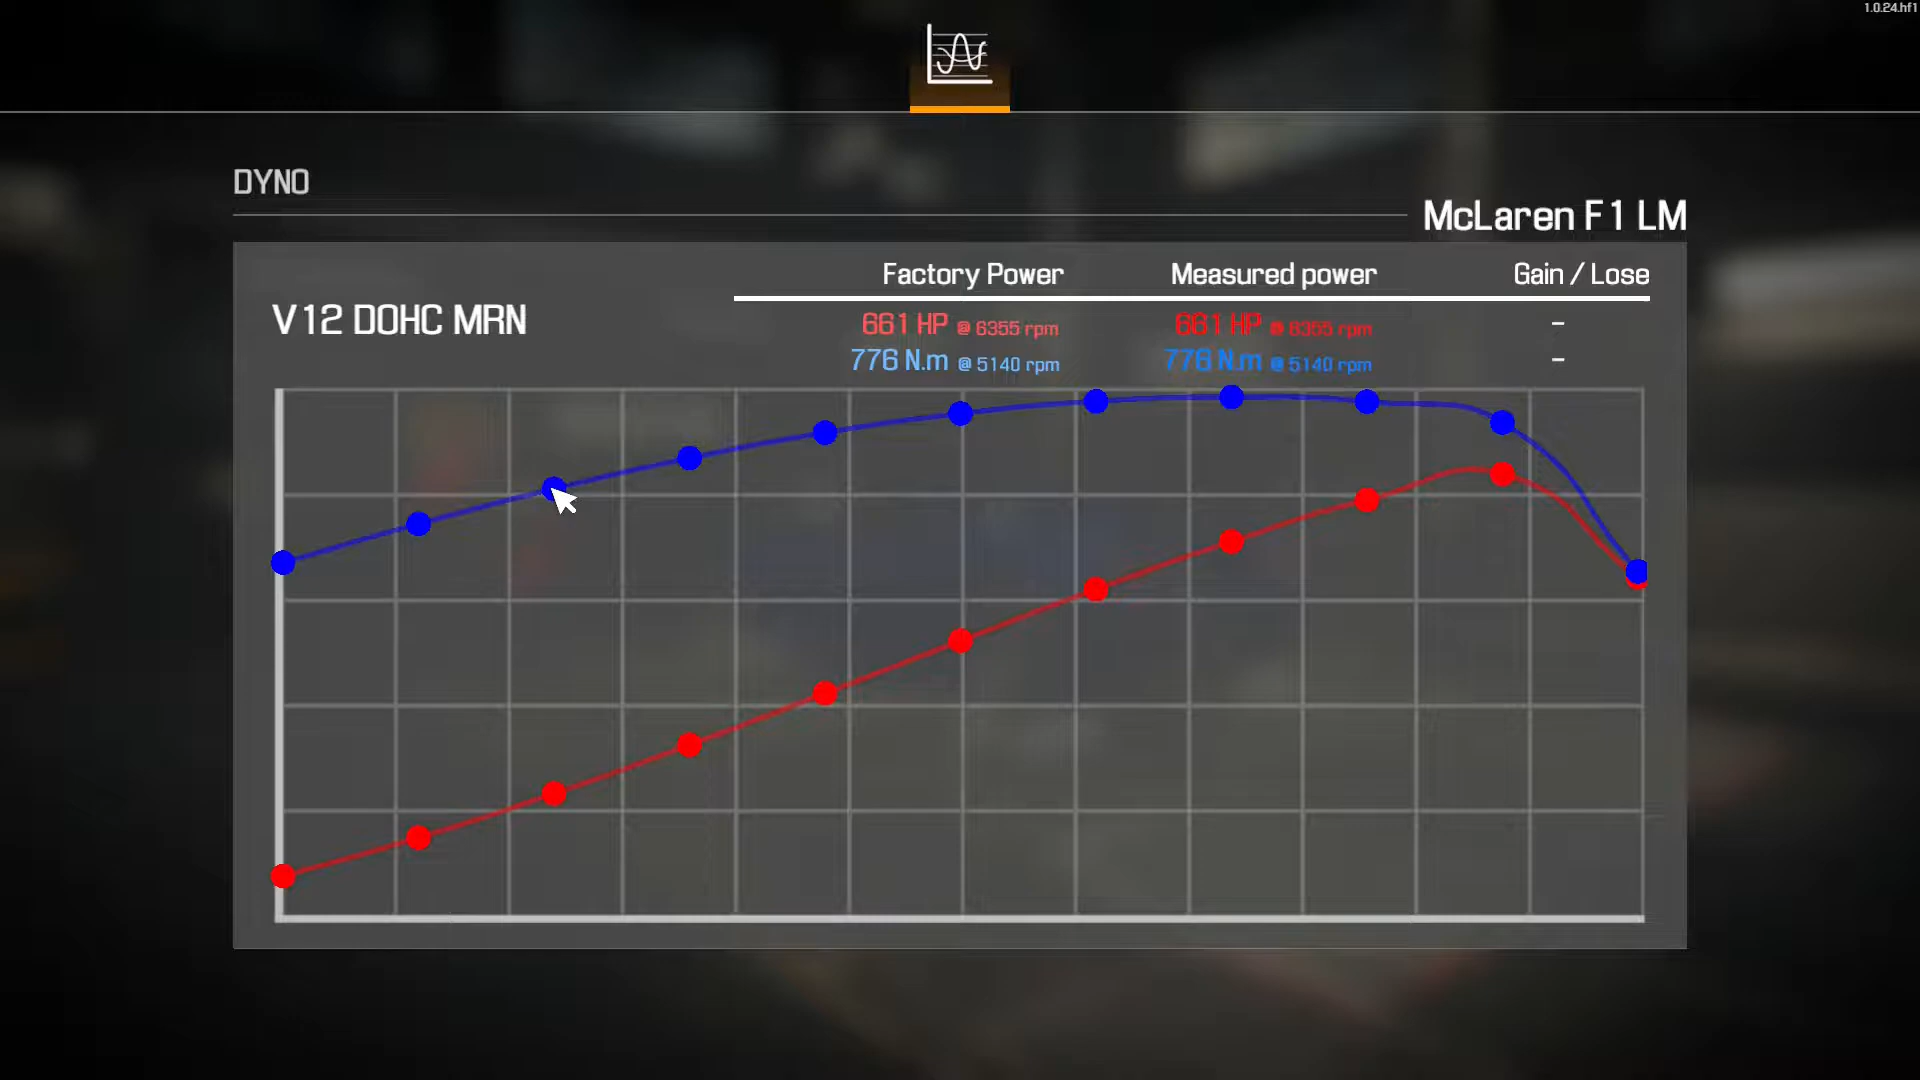 1.0.24.hf1
DYNO
McLaren F1 LM
Factory Power Measured power Gain / Lose
V12 DOHC MRN
661 HP @ 6355 rpm 661 HP @ 6355 rpm -
776 N.m @ 5140 rpm 776 N.m @ 5140 rpm -